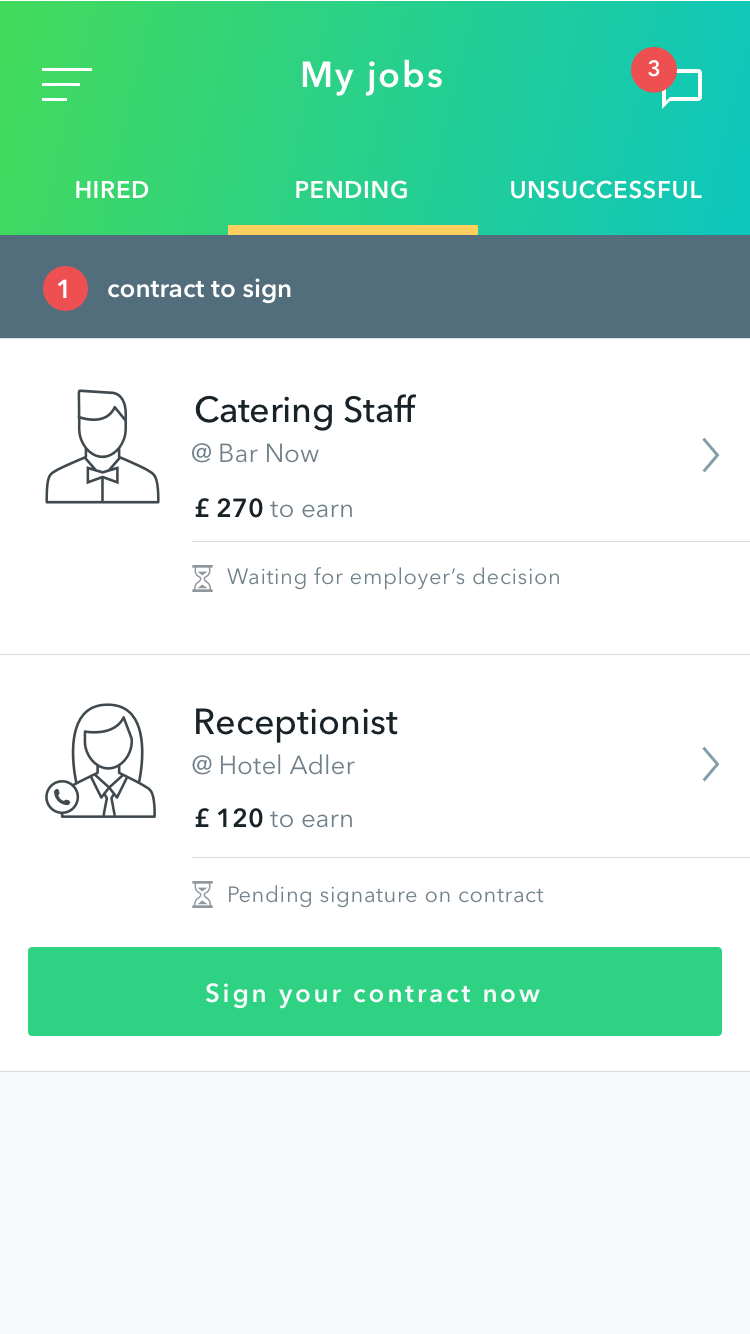 My jobs
3
HIRED PENDING UNSUCCESSFUL
1 contract to sign
Catering Staff
@ Bar Now
£ 270 to earn
Waiting for employer’s decision
Receptionist
@ Hotel Adler
£ 120 to earn
Pending signature on contract
Sign your contract now